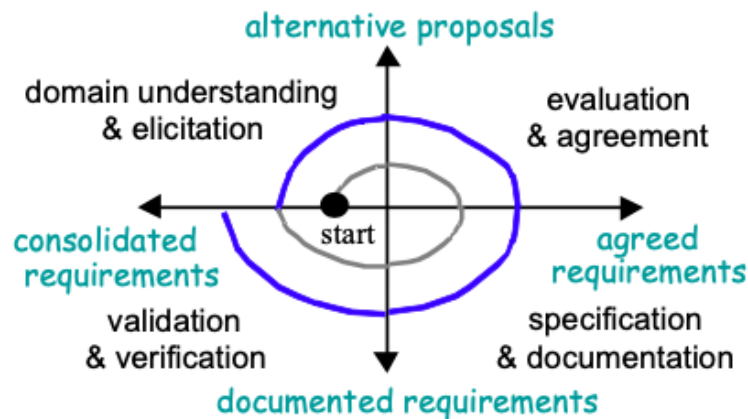 alternative proposals
domain understanding
& elicitation
evaluation
& agreement
start
consolidated
requirements
agreed
requirements
validation
& verification
specification
& documentation
documented requirements